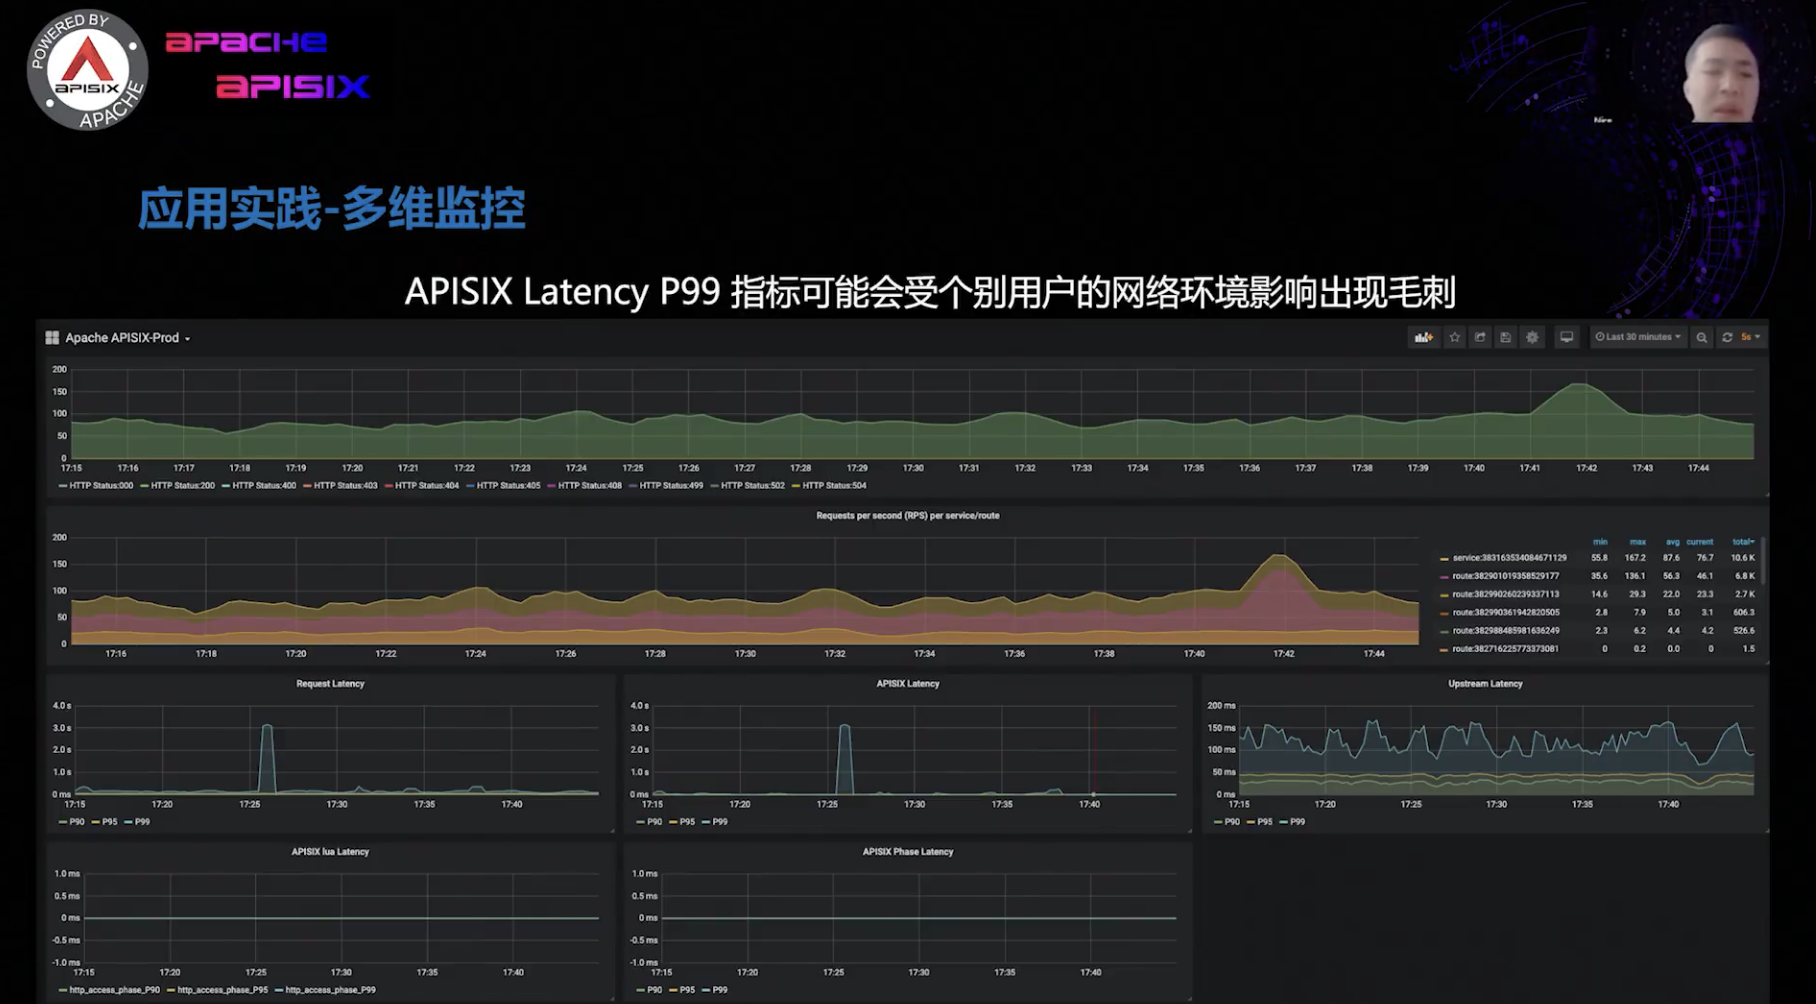 POWERED BY
APISIX
APACHE
APACHE
APISIX
Nice
应用实践-多维监控
APISIX Latency P99 指标可能会受个别用户的网络环境影响出现毛刺
Apache APISIX-Prod
Last 30 minutes
5s
200
150
100
50
0
17:15 17:16 17:17 17:18 17:19 17:20 17:21 17:22 17:23 17:24 17:25 17:26 17:27 17:28 17:29 17:30 17:31 17:32 17:33 17:34 17:35 17:36 17:37 17:38 17:39 17:40 17:41 17:42 17:43 17:44
HTTP Status:000 HTTP Status:200 HTTP Status:400 HTTP Status:403 HTTP Status:404 HTTP Status:405 HTTP Status:408 HTTP Status:499 HTTP Status:502 HTTP Status:504
Requests per second (RPS) per service/route
200
150
100
50
0
17:16 17:18 17:20 17:22 17:24 17:26 17:28 17:30 17:32 17:34 17:36 17:38 17:40 17:42 17:44
min max avg current total
service:383163534084671129 55.8 167.2 87.6 76.7 10.6 K
route:382901019358529177 35.6 136.1 56.3 46.1 6.8 K
route:382990260239337113 14.6 29.3 22.0 23.3 2.7 K
route:382990361942820505 2.8 7.9 5.0 3.1 606.3
route:382988485981636249 2.3 6.2 4.4 4.2 526.6
route:382716225773373081 0 0.2 0.0 0 1.5
Request Latency
4.0 s
3.0 s
2.0 s
1.0 s
0 ms
17:15 17:20 17:25 17:30 17:35 17:40
P90 P95 P99
APISIX Latency
4.0 s
3.0 s
2.0 s
1.0 s
0 ms
17:15 17:20 17:25 17:30 17:35 17:40
P90 P95 P99
Upstream Latency
200 ms
150 ms
100 ms
50 ms
0 ms
17:15 17:20 17:25 17:30 17:35 17:40
P90 P95 P99
APISIX lua Latency
1.0 ms
0.5 ms
0 ms
-0.5 ms
-1.0 ms
17:15 17:20 17:25 17:30 17:35 17:40
http_access_phase_P90 http_access_phase_P95 http_access_phase_P99
APISIX Phase Latency
1.0 ms
0.5 ms
0 ms
-0.5 ms
-1.0 ms
17:15 17:20 17:25 17:30 17:35 17:40
P90 P95 P99